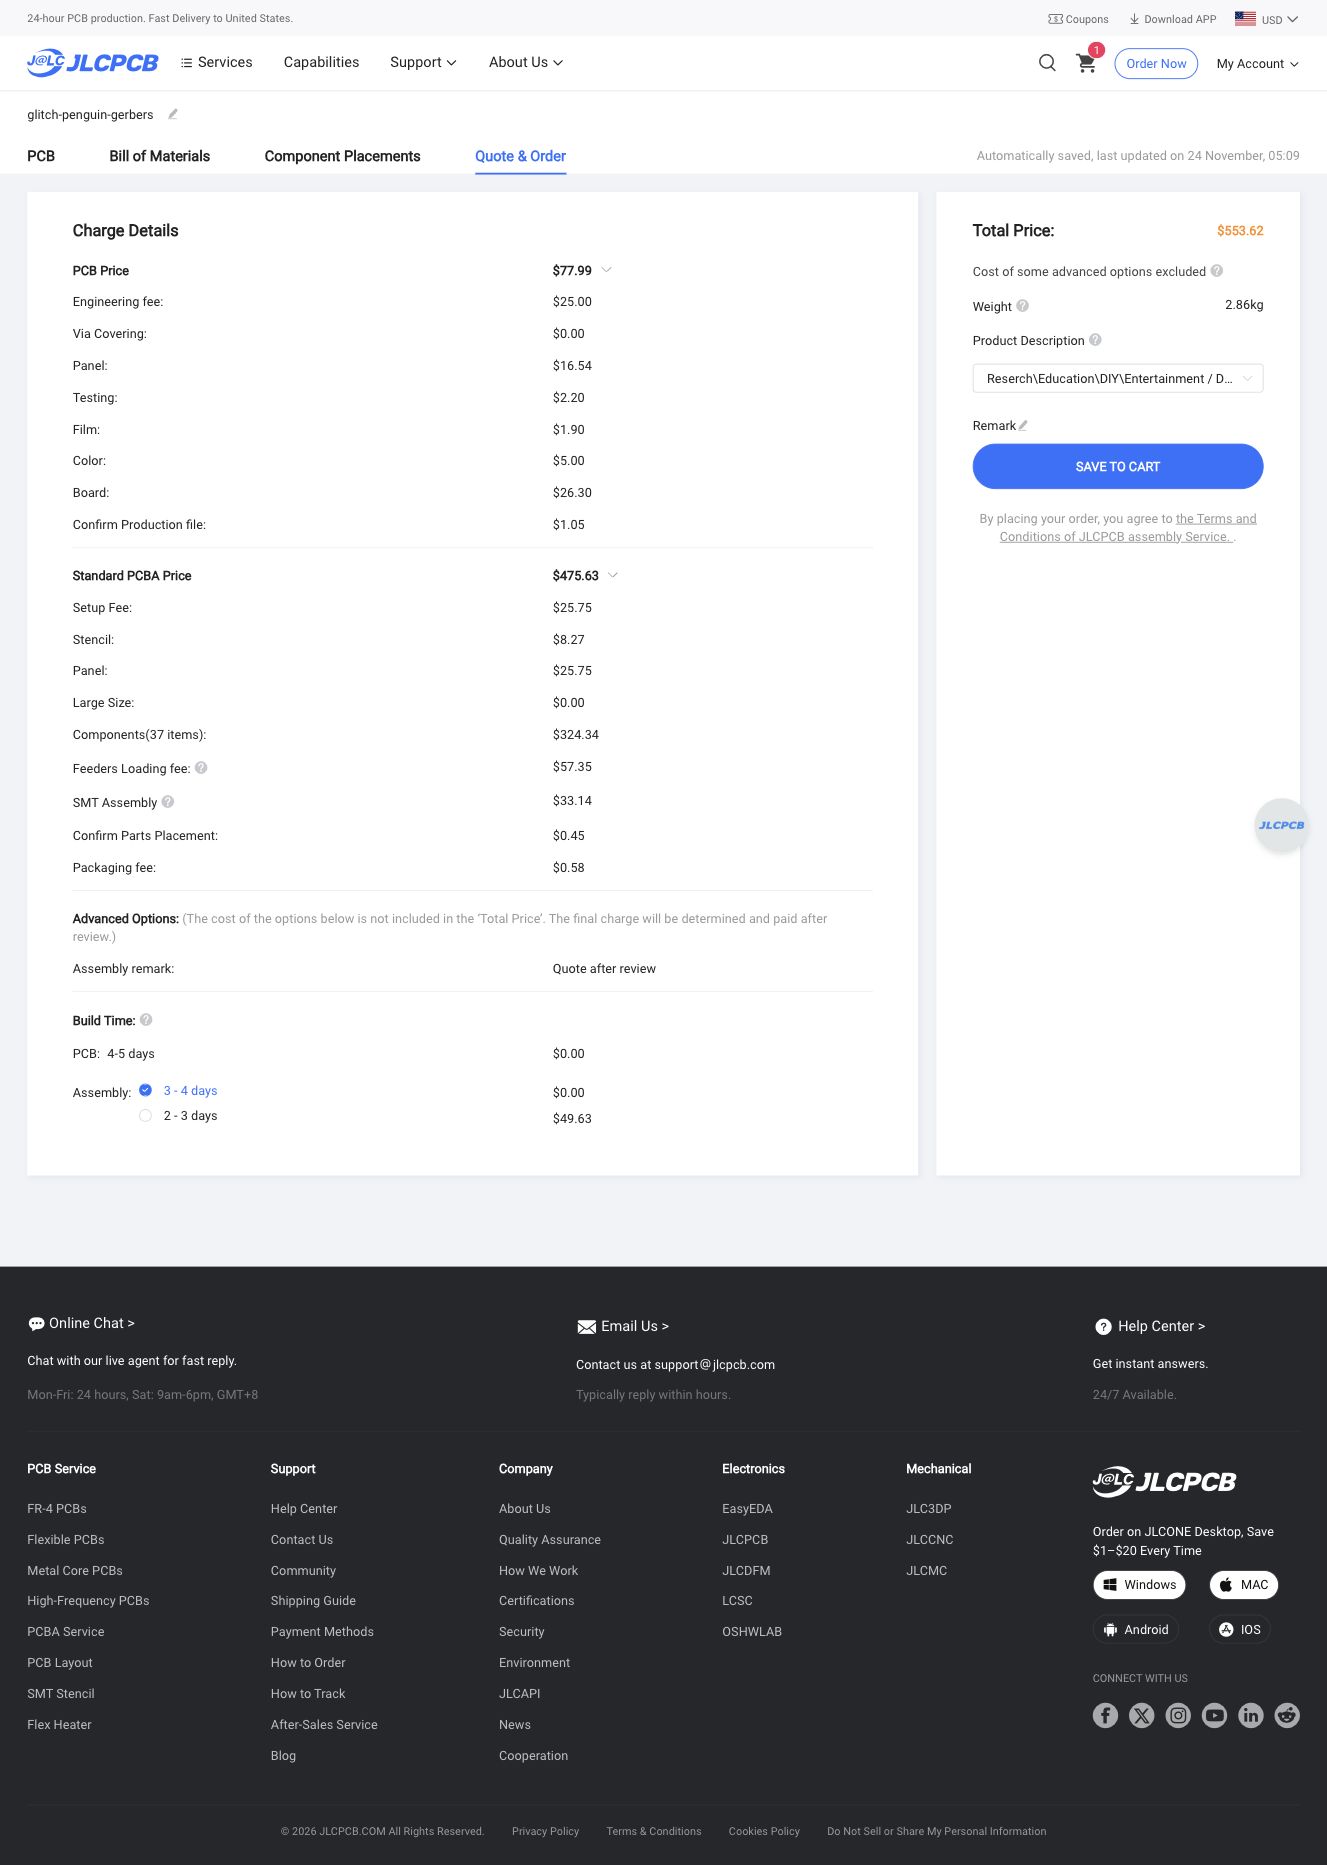 24-hour PCB production. Fast Delivery to United States.
Coupons
Download APP
USD
J@LC JLCPCB
Services
Capabilities
Support
About Us
1
Order Now
My Account
glitch-penguin-gerbers
PCB
Bill of Materials
Component Placements
Quote & Order
Automatically saved, last updated on 24 November, 05:09
Charge Details
PCB Price $77.99
Engineering fee: $25.00
Via Covering: $0.00
Panel: $16.54
Testing: $2.20
Film: $1.90
Color: $5.00
Board: $26.30
Confirm Production file: $1.05
Standard PCBA Price $475.63
Setup Fee: $25.75
Stencil: $8.27
Panel: $25.75
Large Size: $0.00
Components(37 items): $324.34
Feeders Loading fee: $57.35
SMT Assembly $33.14
Confirm Parts Placement: $0.45
Packaging fee: $0.58
Advanced Options: (The cost of the options below is not included in the ‘Total Price’. The final charge will be determined and paid after
review.)
Assembly remark: Quote after review
Build Time:
PCB: 4-5 days $0.00
Assembly: 3 - 4 days $0.00
2 - 3 days $49.63
Total Price: $553.62
Cost of some advanced options excluded
Weight 2.86kg
Product Description
Reserch\Education\DIY\Entertainment / D...
Remark
SAVE TO CART
By placing your order, you agree to the Terms and
Conditions of JLCPCB assembly Service. .
JLCPCB
Online Chat >
Chat with our live agent for fast reply.
Mon-Fri: 24 hours, Sat: 9am-6pm, GMT+8
Email Us >
Contact us at support@jlcpcb.com
Typically reply within hours.
Help Center >
Get instant answers.
24/7 Available.
PCB Service
FR-4 PCBs
Flexible PCBs
Metal Core PCBs
High-Frequency PCBs
PCBA Service
PCB Layout
SMT Stencil
Flex Heater
Support
Help Center
Contact Us
Community
Shipping Guide
Payment Methods
How to Order
How to Track
After-Sales Service
Blog
Company
About Us
Quality Assurance
How We Work
Certifications
Security
Environment
JLCAPI
News
Cooperation
Electronics
EasyEDA
JLCPCB
JLCDFM
LCSC
OSHWLAB
Mechanical
JLC3DP
JLCCNC
JLCMC
J@LC JLCPCB
Order on JLCONE Desktop, Save
$1–$20 Every Time
Windows
MAC
Android
IOS
CONNECT WITH US
© 2026 JLCPCB.COM All Rights Reserved.
Privacy Policy
Terms & Conditions
Cookies Policy
Do Not Sell or Share My Personal Information